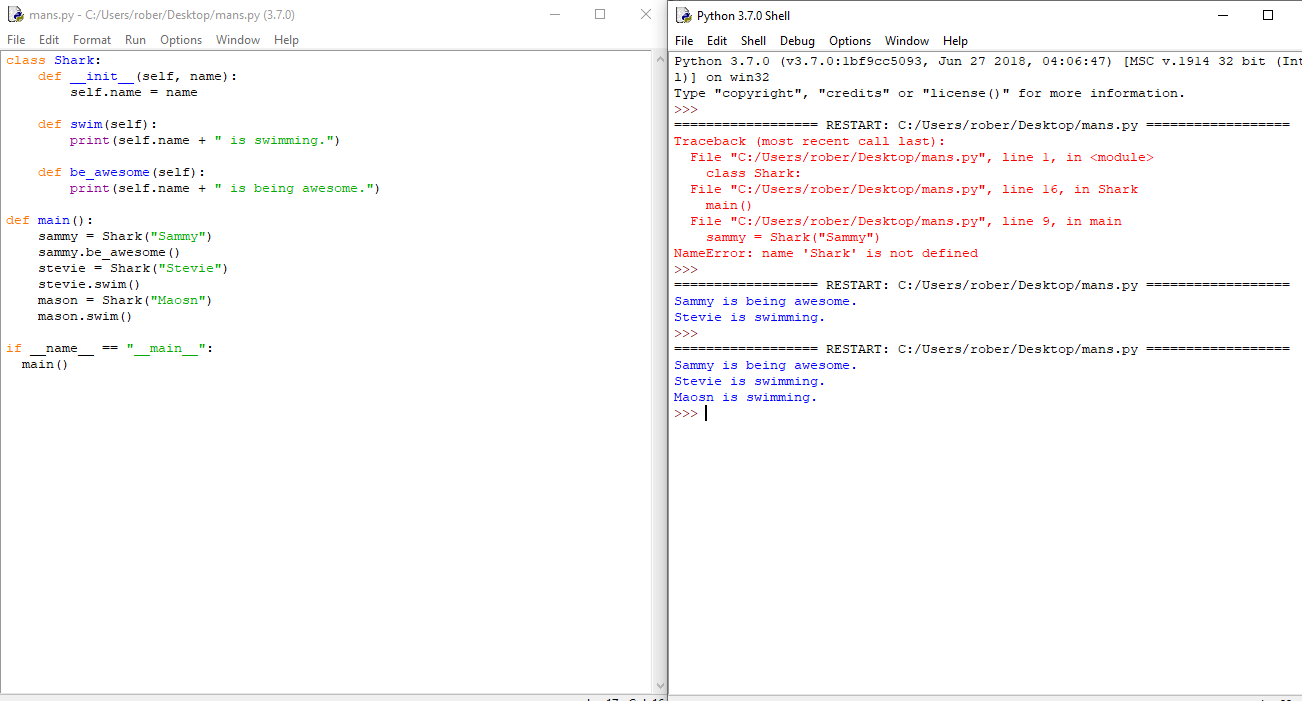 mans.py - C:/Users/rober/Desktop/mans.py (3.7.0)
File Edit Format Run Options Window Help
class Shark:
    def __init__(self, name):
        self.name = name

    def swim(self):
        print(self.name + " is swimming.")

    def be_awesome(self):
        print(self.name + " is being awesome.")

def main():
    sammy = Shark("Sammy")
    sammy.be_awesome()
    stevie = Shark("Stevie")
    stevie.swim()
    mason = Shark("Maosn")
    mason.swim()

if __name__ == "__main__":
  main()
Python 3.7.0 Shell
File Edit Shell Debug Options Window Help
Python 3.7.0 (v3.7.0:1bf9cc5093, Jun 27 2018, 04:06:47) [MSC v.1914 32 bit (Int
l)] on win32
Type "copyright", "credits" or "license()" for more information.
>>>
================== RESTART: C:/Users/rober/Desktop/mans.py ==================
Traceback (most recent call last):
  File "C:/Users/rober/Desktop/mans.py", line 1, in <module>
    class Shark:
  File "C:/Users/rober/Desktop/mans.py", line 16, in Shark
    main()
  File "C:/Users/rober/Desktop/mans.py", line 9, in main
    sammy = Shark("Sammy")
NameError: name 'Shark' is not defined
>>>
================== RESTART: C:/Users/rober/Desktop/mans.py ==================
Sammy is being awesome.
Stevie is swimming.
>>>
================== RESTART: C:/Users/rober/Desktop/mans.py ==================
Sammy is being awesome.
Stevie is swimming.
Maosn is swimming.
>>>